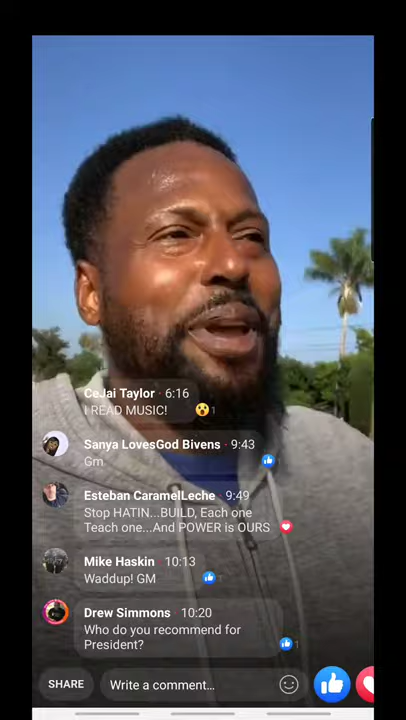 CeJai Taylor · 6:16
I READ MUSIC!
😮 1
Sanya LovesGod Bivens · 9:43
Gm
Esteban CaramelLeche · 9:49
Stop HATIN...BUILD, Each one
Teach one...And POWER is OURS
Mike Haskin · 10:13
Waddup! GM
Drew Simmons · 10:20
Who do you recommend for
President?
1
SHARE
Write a comment...